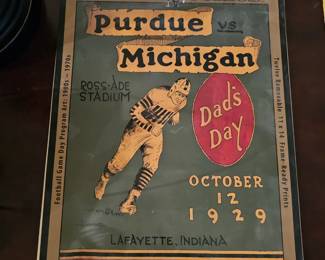 Purdue
vs
Michigan
ROSS-ADE
STADIUM
Dad's
Day
OCTOBER
12
1929
LAFAYETTE, INDIANA
Football Game Day Program Art: 1900s - 1970s
Twelve Removable 11 x 14 Frame-Ready Prints